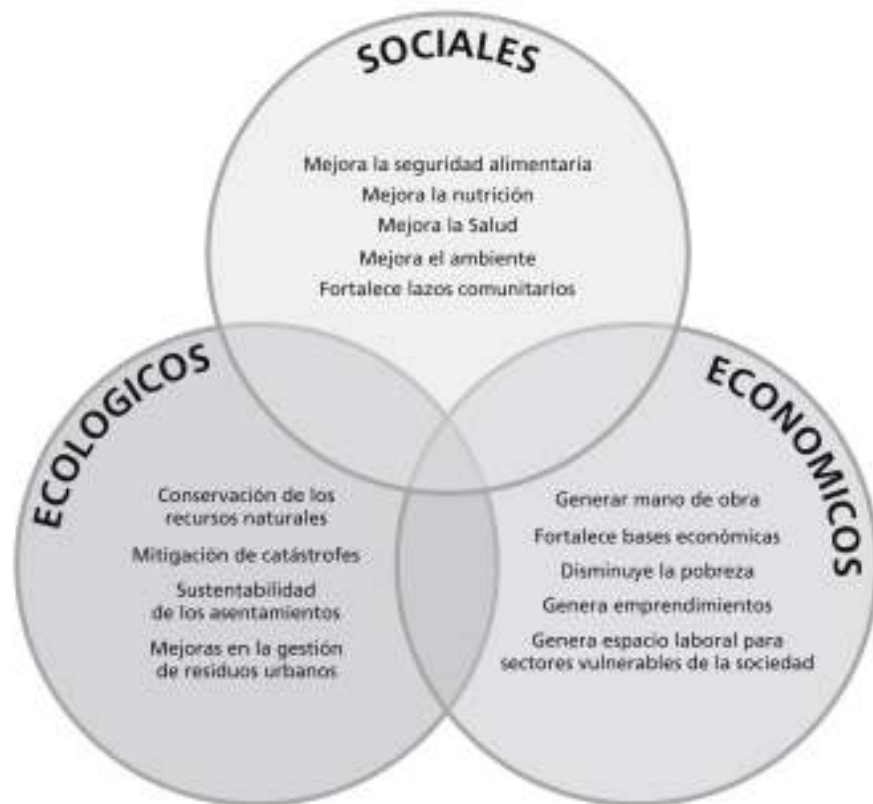 SOCIALES
Mejora la seguridad alimentaria
Mejora la nutrición
Mejora la Salud
Mejora el ambiente
Fortalece lazos comunitarios
ECOLOGICOS
Conservación de los
recursos naturales
Mitigación de catástrofes
Sustentabilidad
de los asentamientos
Mejoras en la gestión
de residuos urbanos
ECONOMICOS
Generar mano de obra
Fortalece bases económicas
Disminuye la pobreza
Genera emprendimientos
Genera espacio laboral para
sectores vulnerables de la sociedad